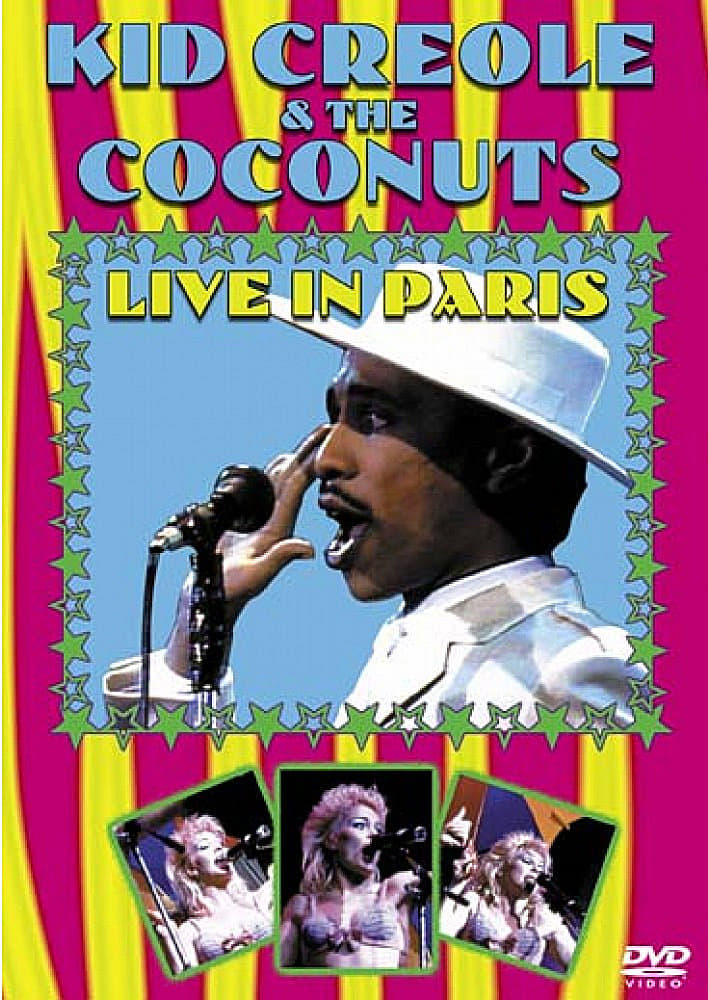 KID CREOLE
& THE
COCONUTS
LIVE IN PARIS
DVD
VIDEO